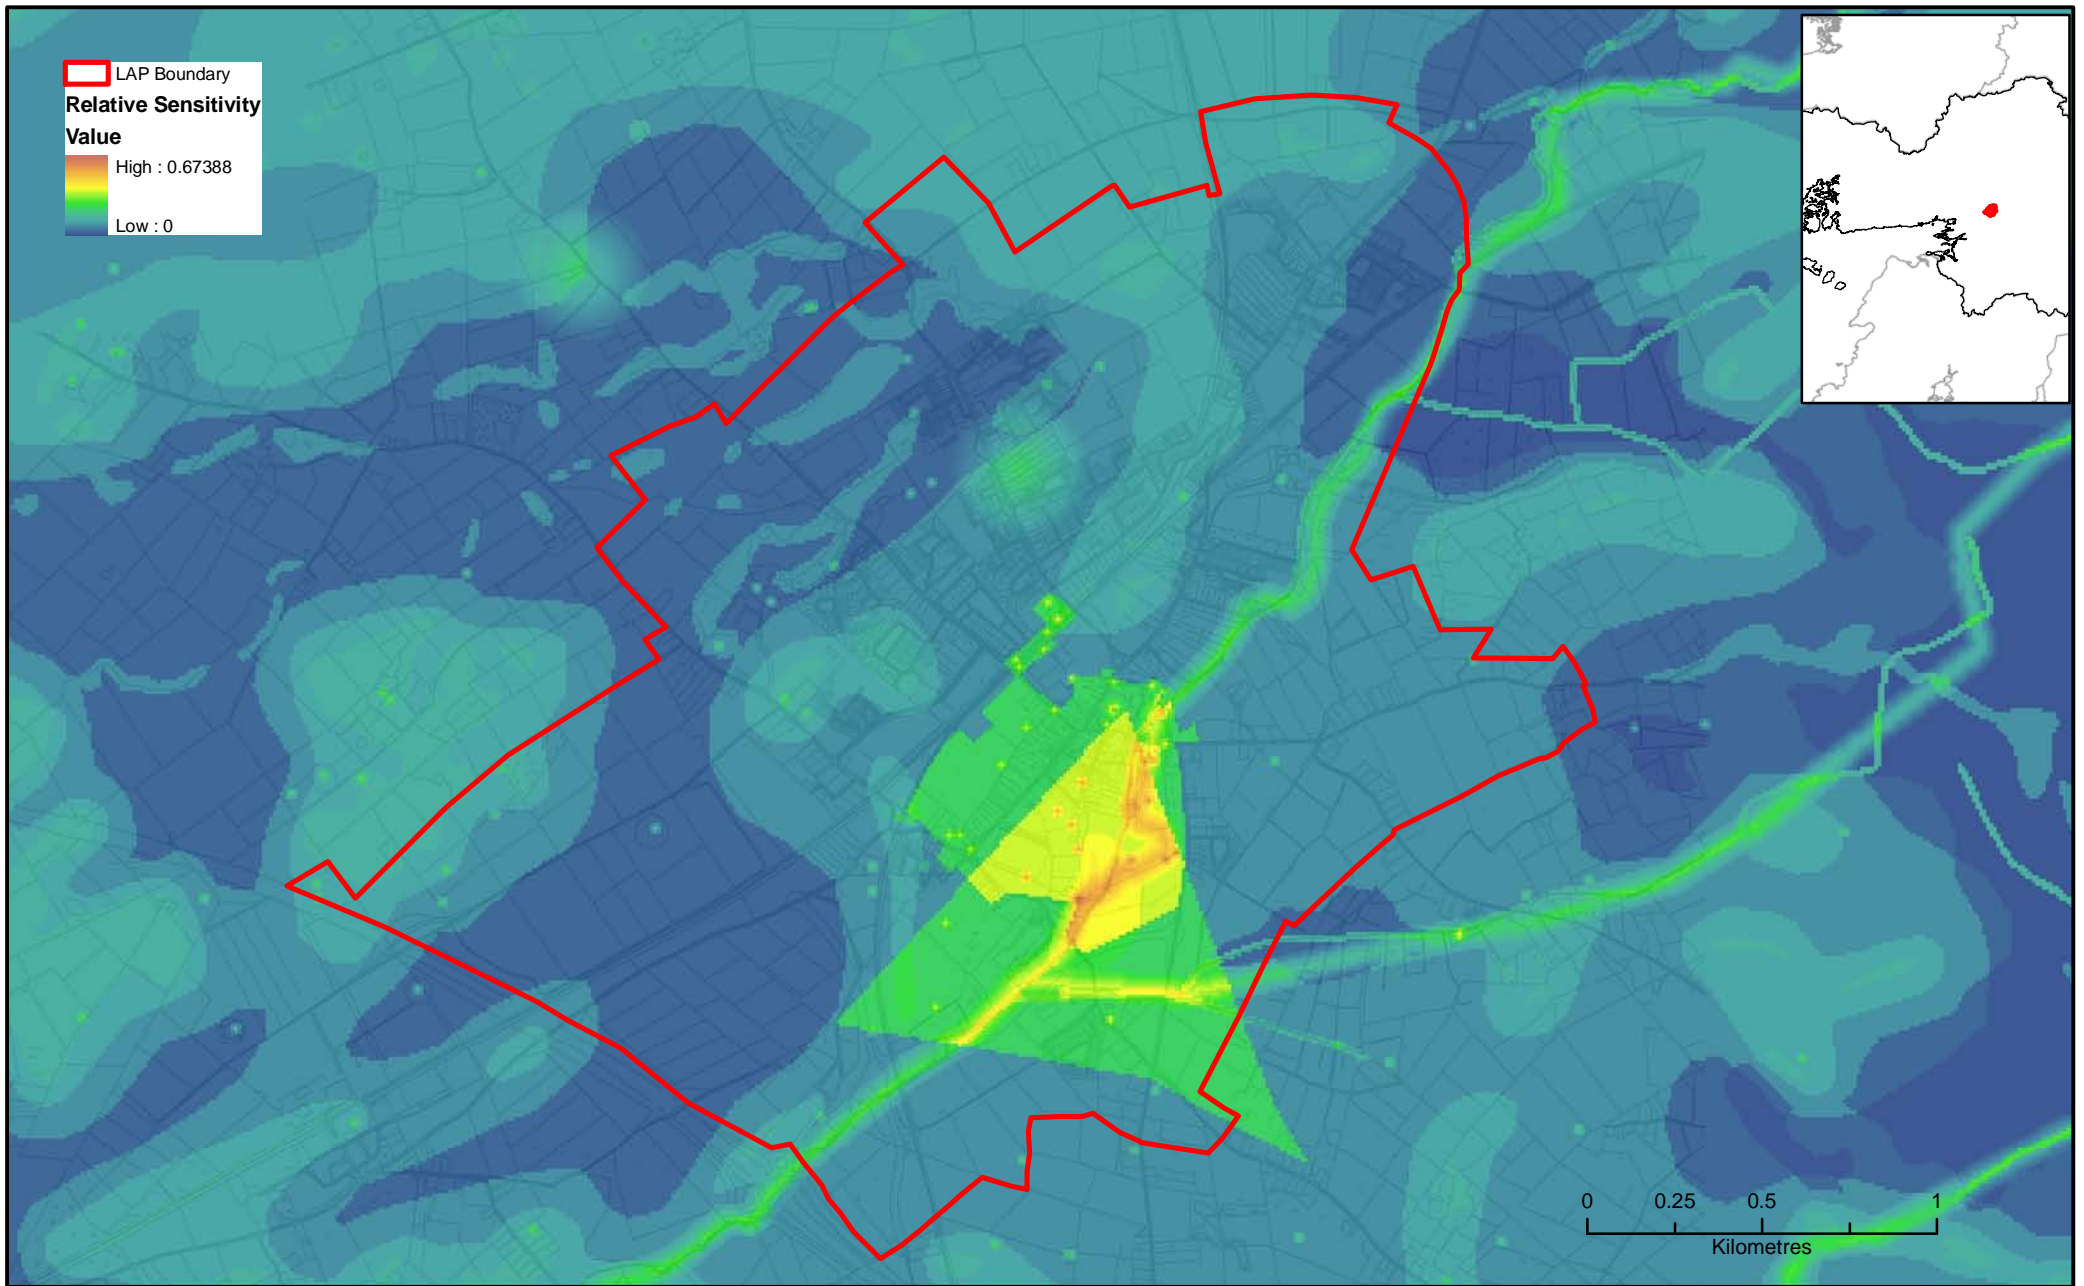 LAP Boundary
Relative Sensitivity
Value
High : 0.67388
Low : 0
0 0.25 0.5 1
Kilometres